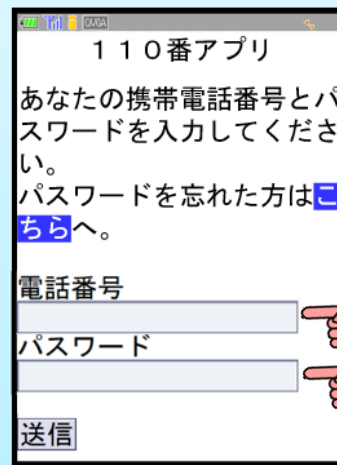 OVGA
110番アプリ
あなたの携帯電話番号とパ
スワードを入力してくださ
い。
パスワードを忘れた方はこ
ちらへ。
電話番号
パスワード
送信